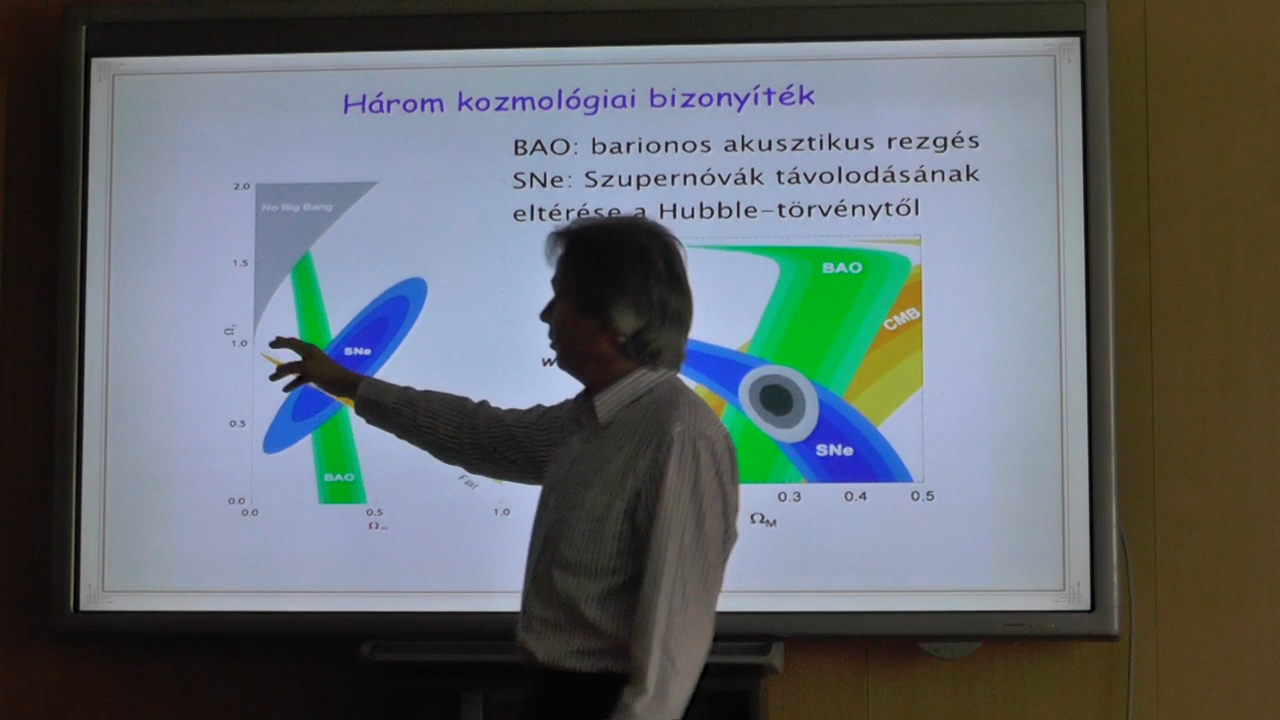 Három kozmológiai bizonyíték
BAO: barionos akusztikus rezgés
SNe: Szupernóvák távolodásának
eltérése a Hubble-törvénytől
2.0
No Big Bang
1.5
1.0
SNe
0.5
BAO
Flat
0.0
0.0
0.5
1.0
BAO
CMB
w
SNe
0.3
0.4
0.5
ΩM